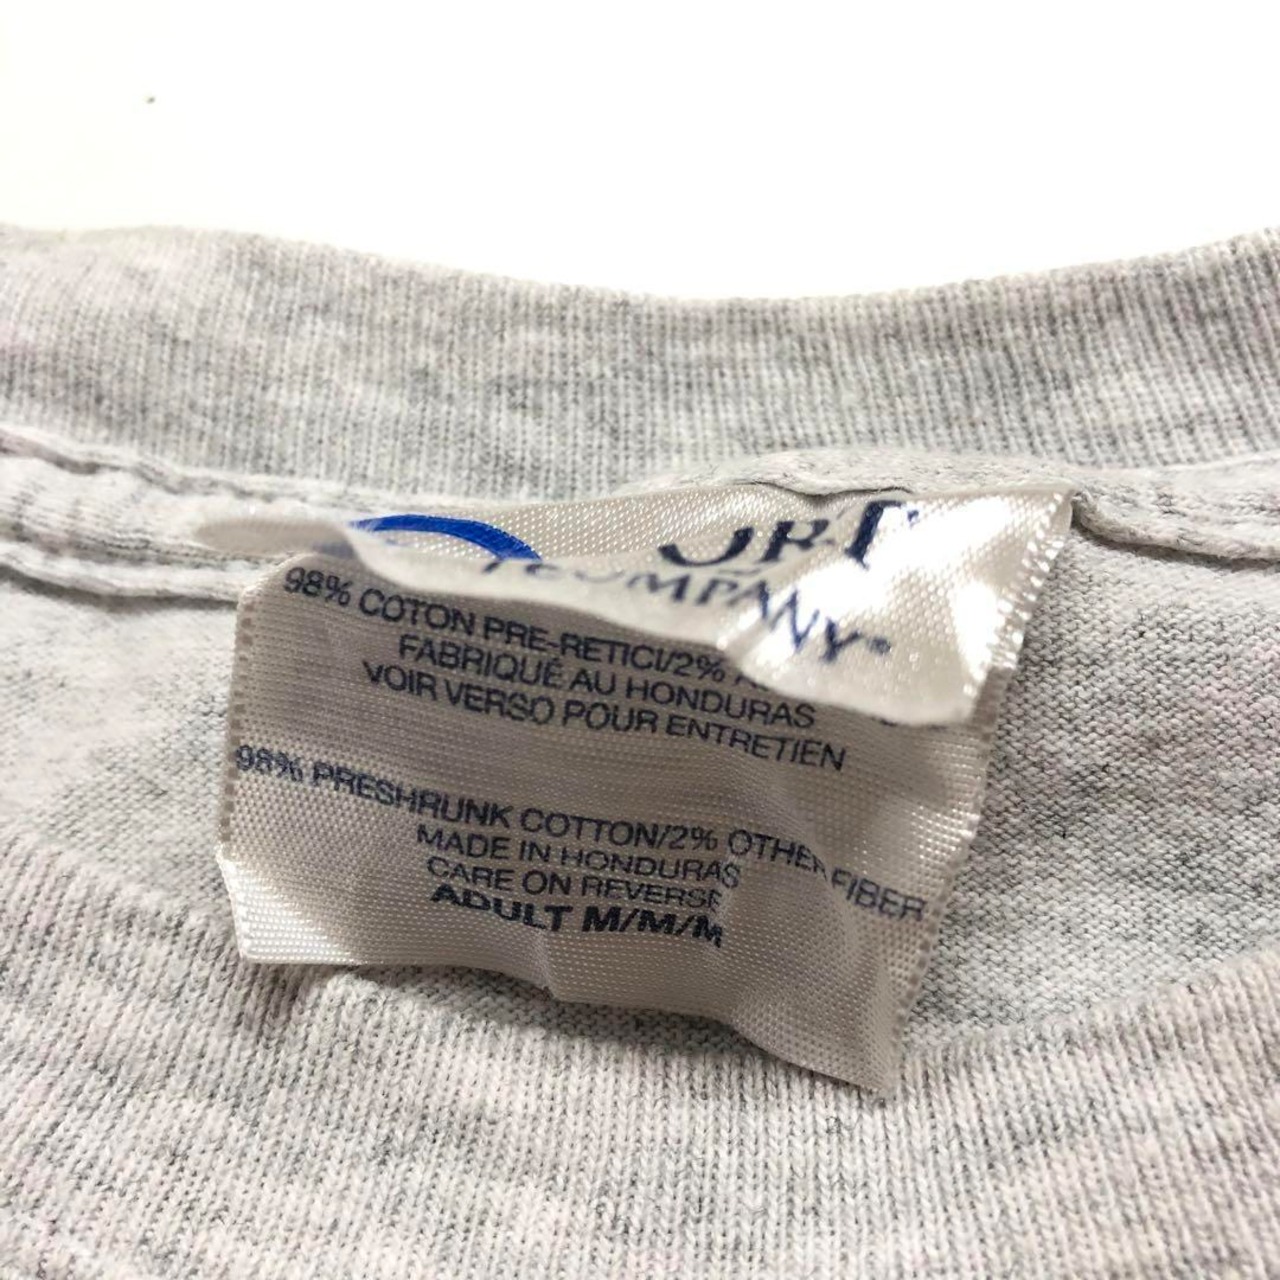 COMPANY®
98% COTON PRE-RETICI/2%
FABRIQUÉ AU HONDURAS
VOIR VERSO POUR ENTRETIEN
98% PRESHRUNK COTTON/2% OTHER FIBER
MADE IN HONDURAS
CARE ON REVERSE
ADULT M/M/M